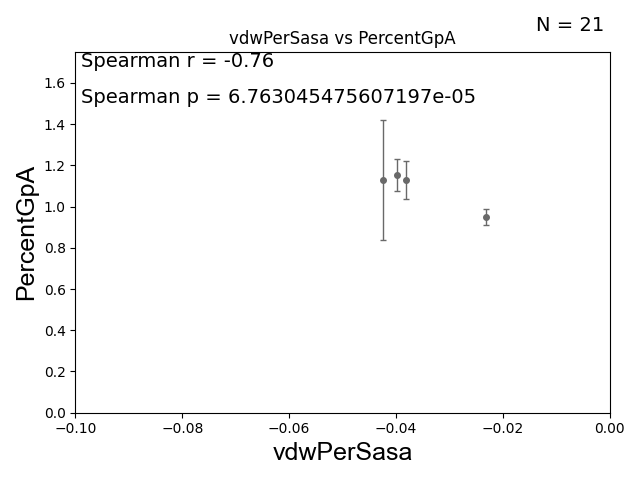 N = 21
vdwPerSasa vs PercentGpA
Spearman r = -0.76
Spearman p = 6.763045475607197e-05
PercentGpA
1.6
1.4
1.2
1.0
0.8
0.6
0.4
0.2
0.0
−0.10 −0.08 −0.06 −0.04 −0.02 0.00
vdwPerSasa